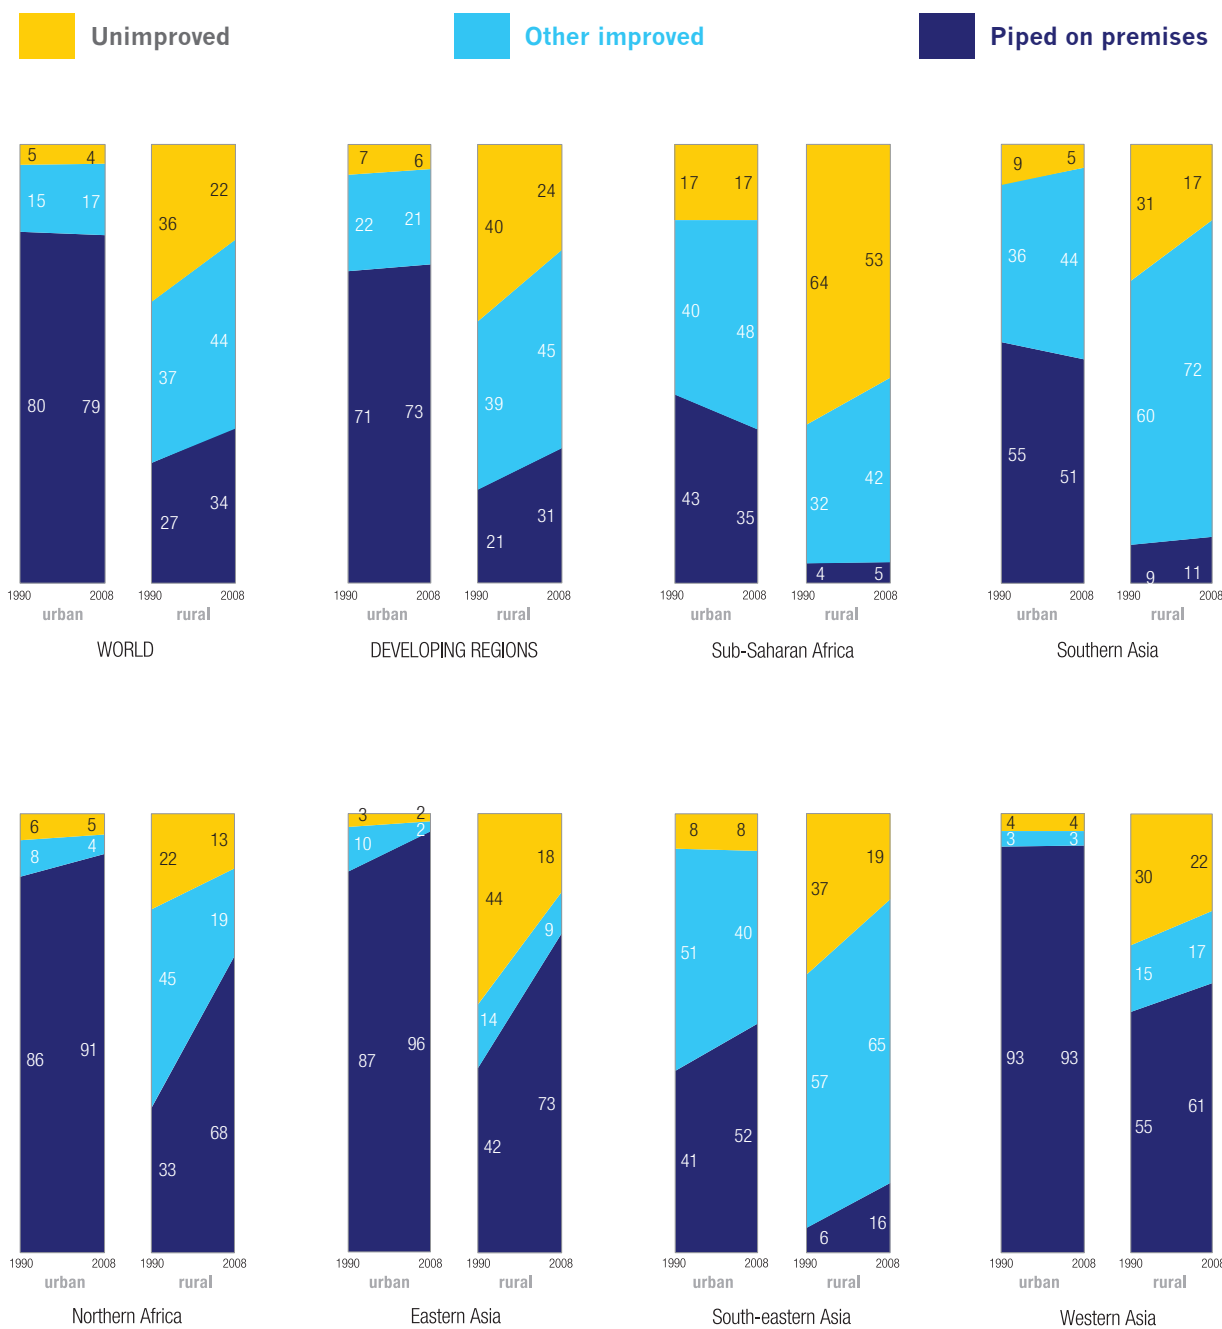 Unimproved
Other improved
Piped on premises
5 4
15 17
80 79
36 22
37 44
27 34
1990 2008 1990 2008
urban rural
WORLD
7 6
22 21
71 73
40 24
39 45
21 31
1990 2008 1990 2008
urban rural
DEVELOPING REGIONS
17 17
40 48
43 35
64 53
32 42
4 5
1990 2008 1990 2008
urban rural
Sub-Saharan Africa
9 5
36 44
55 51
31 17
60 72
9 11
1990 2008 1990 2008
urban rural
Southern Asia
6 5
8 4
86 91
22 13
45 19
33 68
1990 2008 1990 2008
urban rural
Northern Africa
3 2
10 2
87 96
44 18
14 9
42 73
1990 2008 1990 2008
urban rural
Eastern Asia
8 8
51 40
41 52
37 19
57 65
6 16
1990 2008 1990 2008
urban rural
South-eastern Asia
4 4
3 3
93 93
30 22
15 17
55 61
1990 2008 1990 2008
urban rural
Western Asia